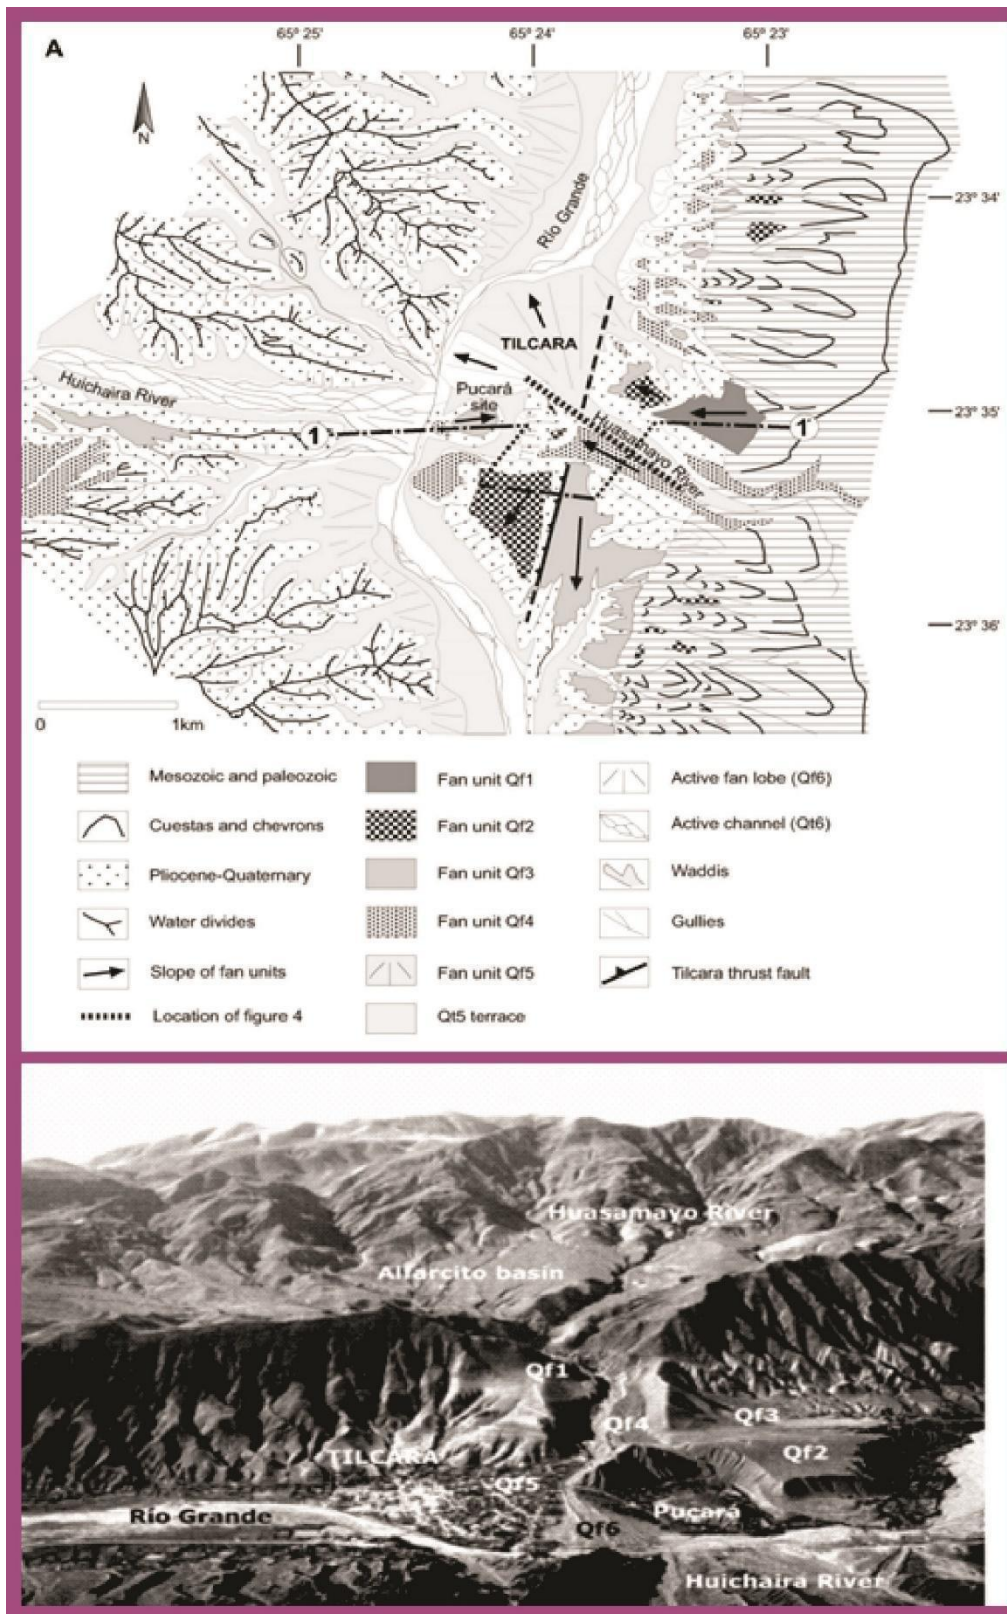 A
65° 25'
65° 24'
65° 23'
N
23° 34'
Río Grande
TILCARA
Huichaira River
Pucará
site
Huasamayo River
23° 35'
1
1'
23° 36'
0
1km
Mesozoic and paleozoic
Fan unit Qf1
Active fan lobe (Qf6)
Cuestas and chevrons
Fan unit Qf2
Active channel (Qt6)
Pliocene-Quaternary
Fan unit Qf3
Waddis
Water divides
Fan unit Qf4
Gullies
Slope of fan units
Fan unit Qf5
Tilcara thrust fault
Location of figure 4
Qt5 terrace
Huasamayo River
Alfarcito basin
Qf1
Qf3
Qf4
Qf2
TILCARA
Qf5
Río Grande
Pucará
Qf6
Huichaira River